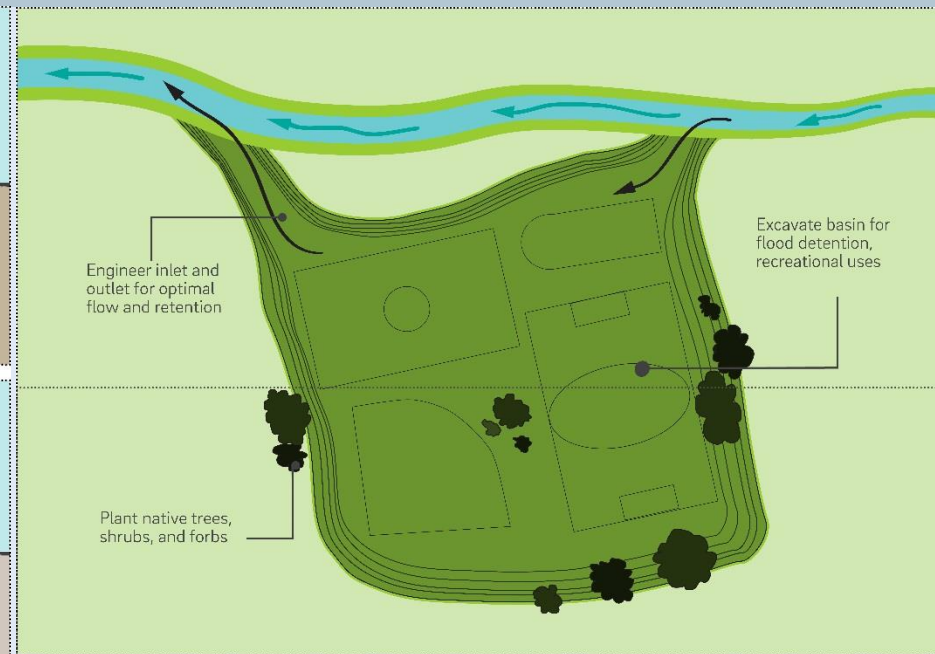 Engineer inlet and
outlet for optimal
flow and retention
Excavate basin for
flood detention,
recreational uses
Plant native trees,
shrubs, and forbs